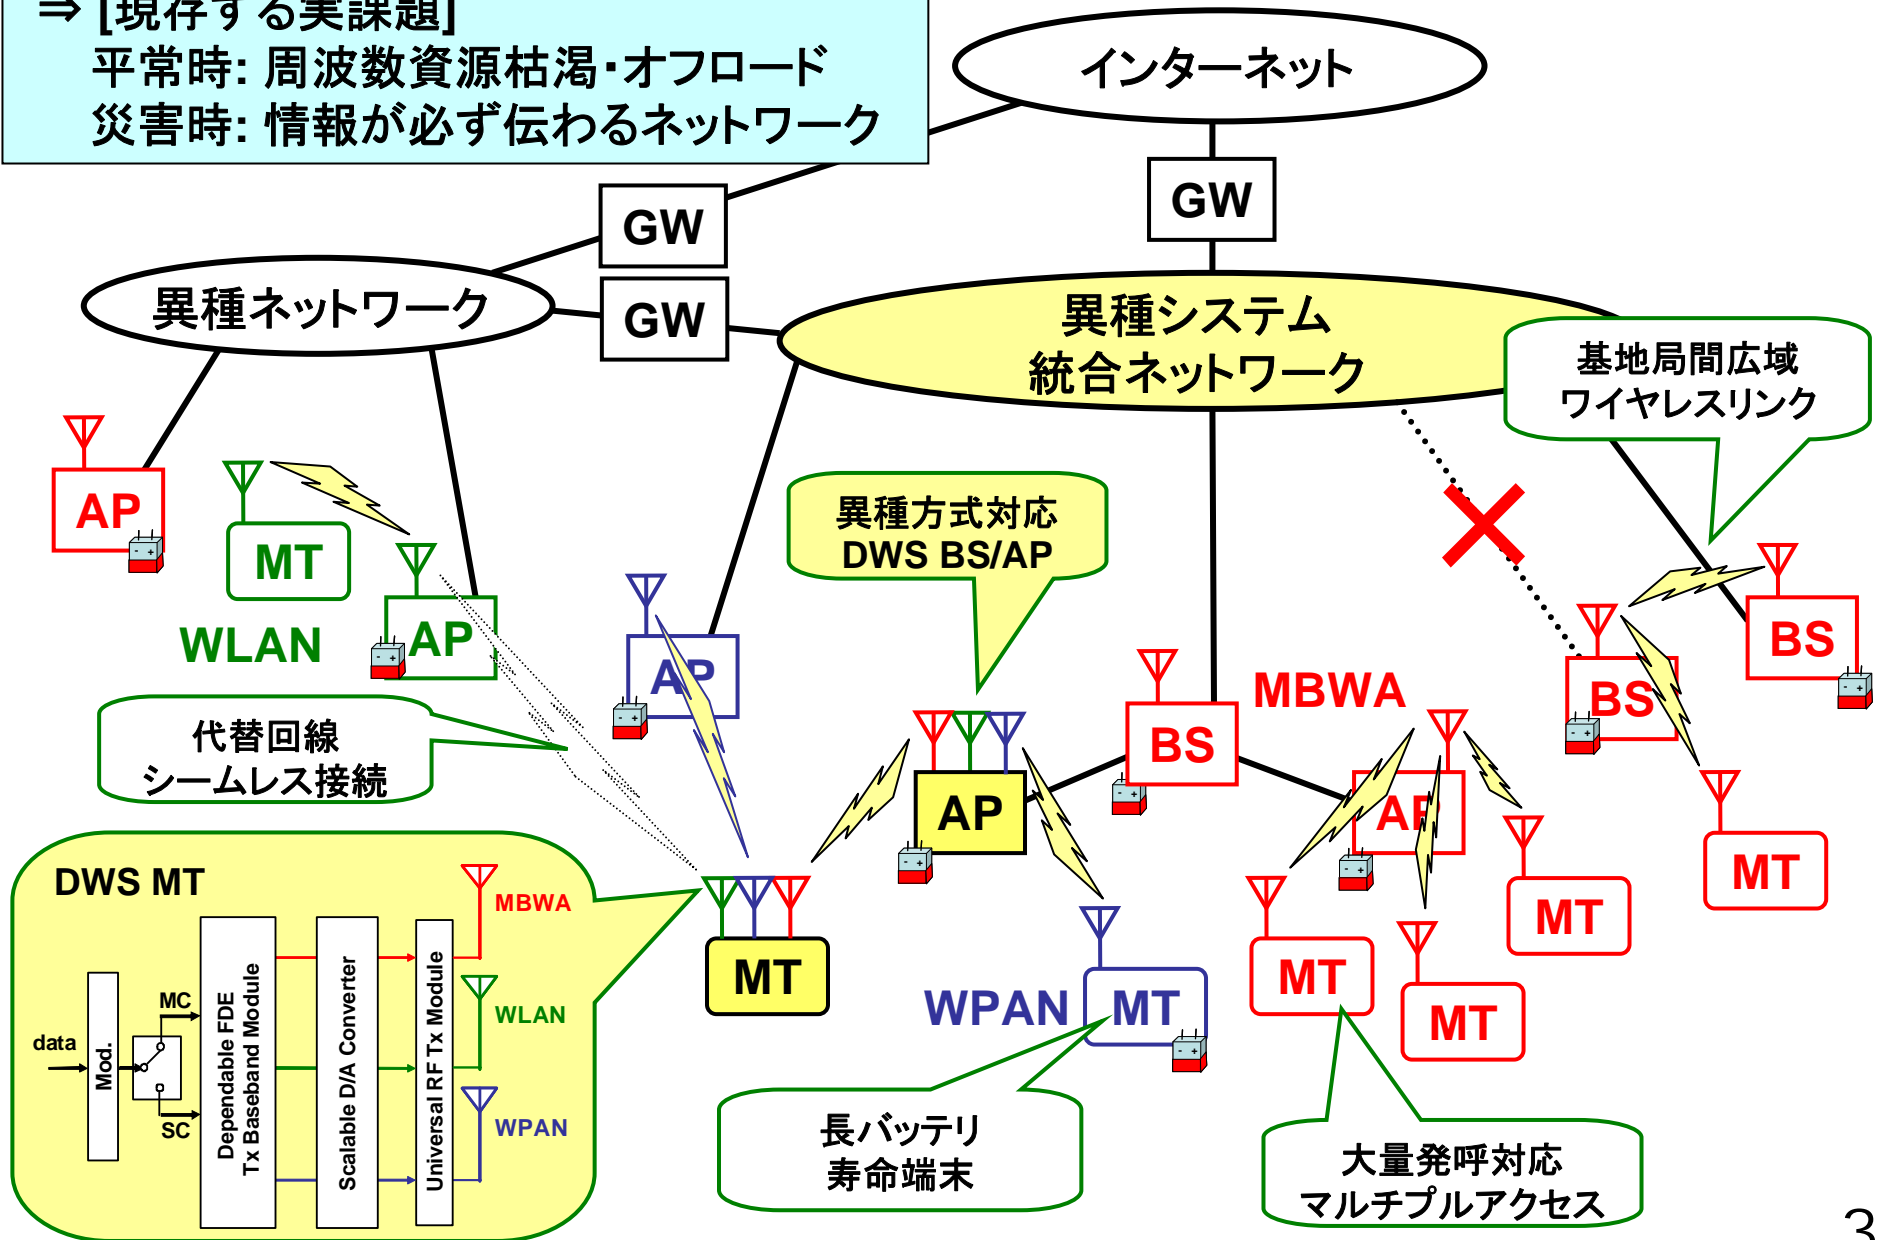 ⇒ [現存する実課題]
平常時: 周波数資源枯渇・オフロード
災害時: 情報が必ず伝わるネットワーク
インターネット
GW
GW
異種ネットワーク
GW
異種システム
統合ネットワーク
基地局間広域
ワイヤレスリンク
AP
MT
AP
WLAN
異種方式対応
DWS BS/AP
AP
BS
BS
MBWA
BS
代替回線
シームレス接続
AP
AP
MT
MT
DWS MT
MBWA
WLAN
WPAN
data
Mod.
MC
SC
Dependable FDE
Tx Baseband Module
Scalable D/A Converter
Universal RF Tx Module
MT
WPAN
MT
MT
MT
長バッテリ
寿命端末
大量発呼対応
マルチプルアクセス
3